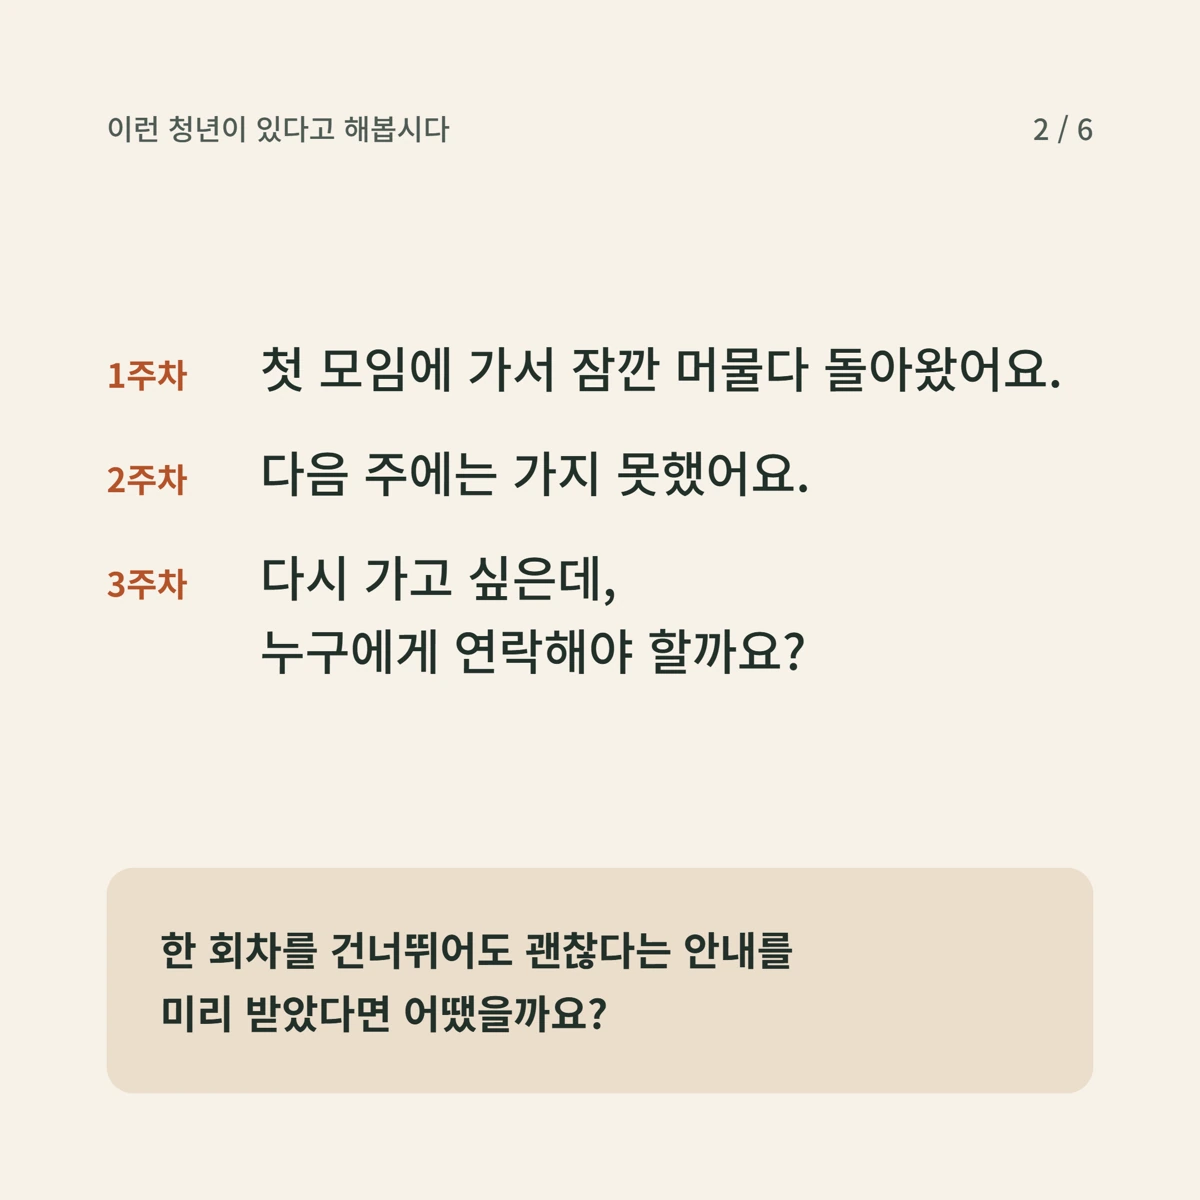 이런 청년이 있다고 해봅시다
2 / 6
1주차 첫 모임에 가서 잠깐 머물다 돌아왔어요.
2주차 다음 주에는 가지 못했어요.
3주차 다시 가고 싶은데,
누구에게 연락해야 할까요?
한 회차를 건너뛰어도 괜찮다는 안내를
미리 받았다면 어땠을까요?